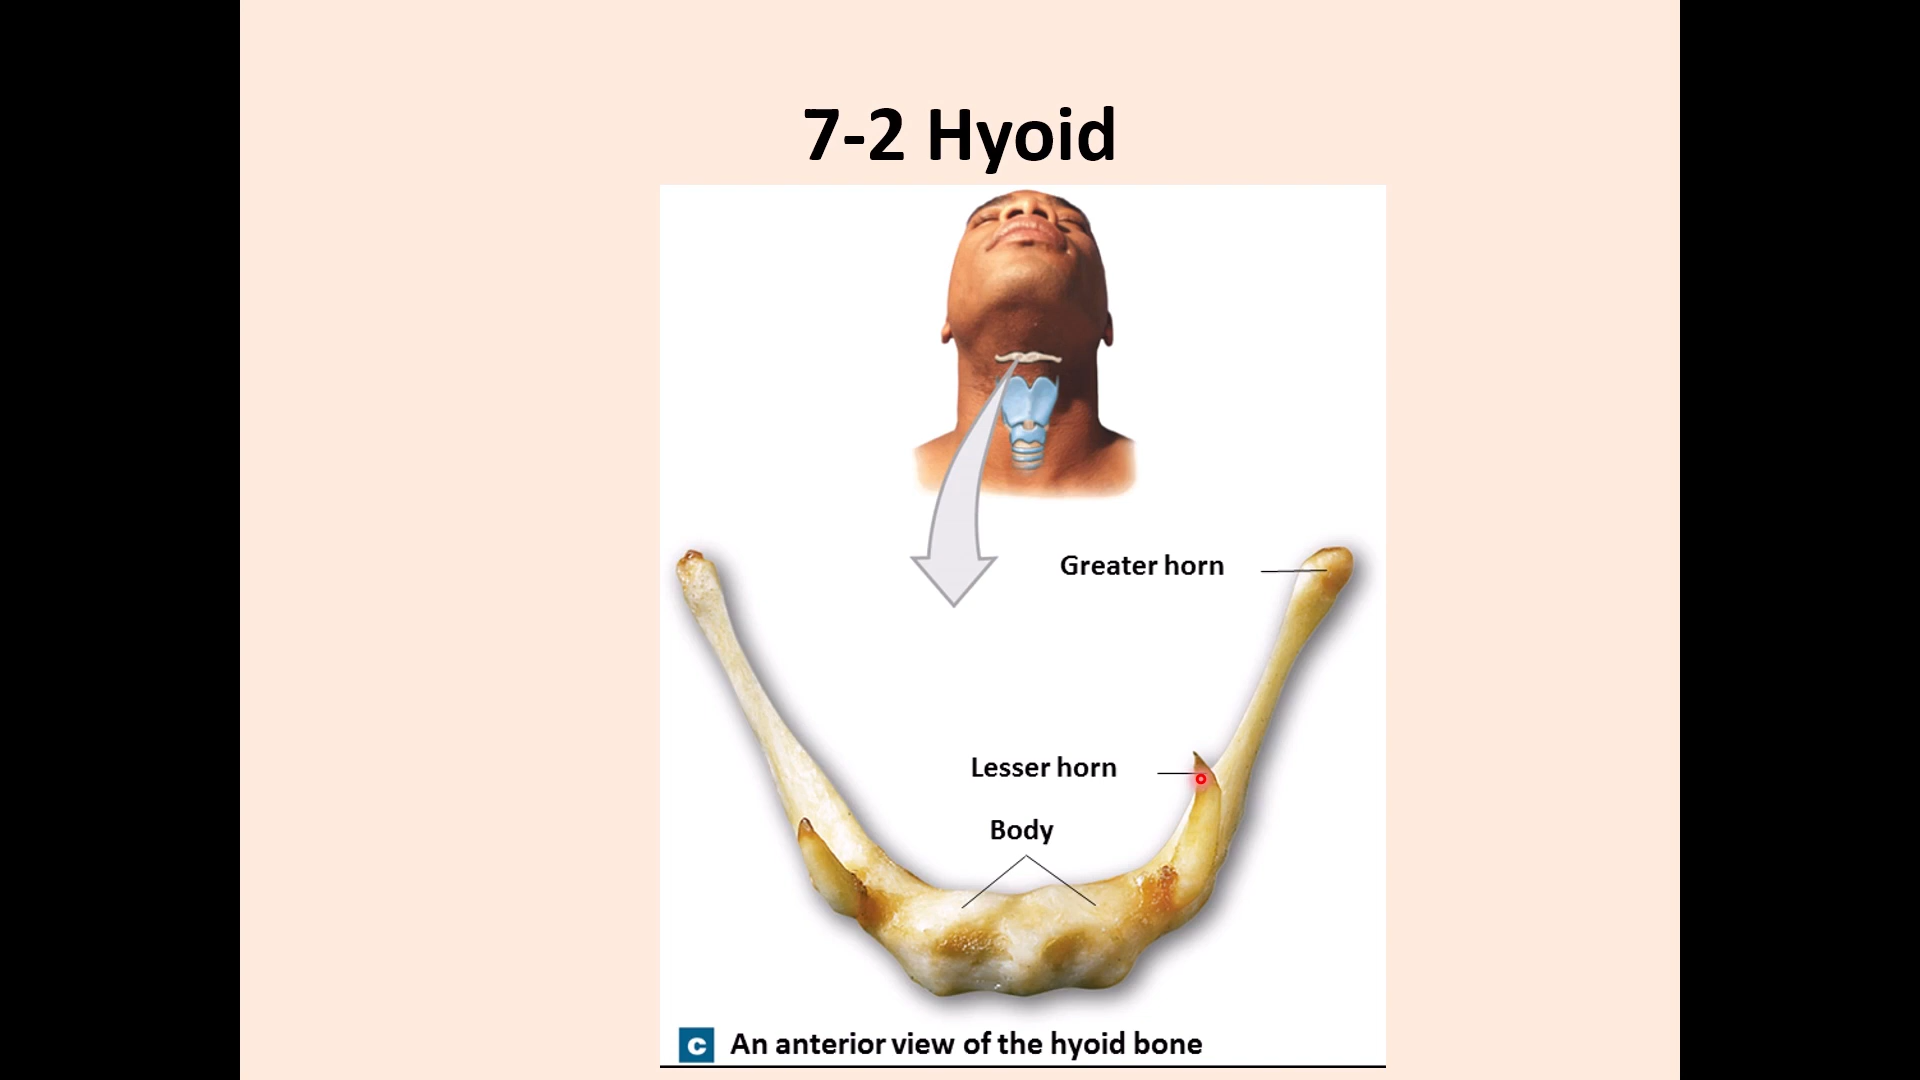 7-2 Hyoid
Greater horn
Lesser horn
Body
c An anterior view of the hyoid bone